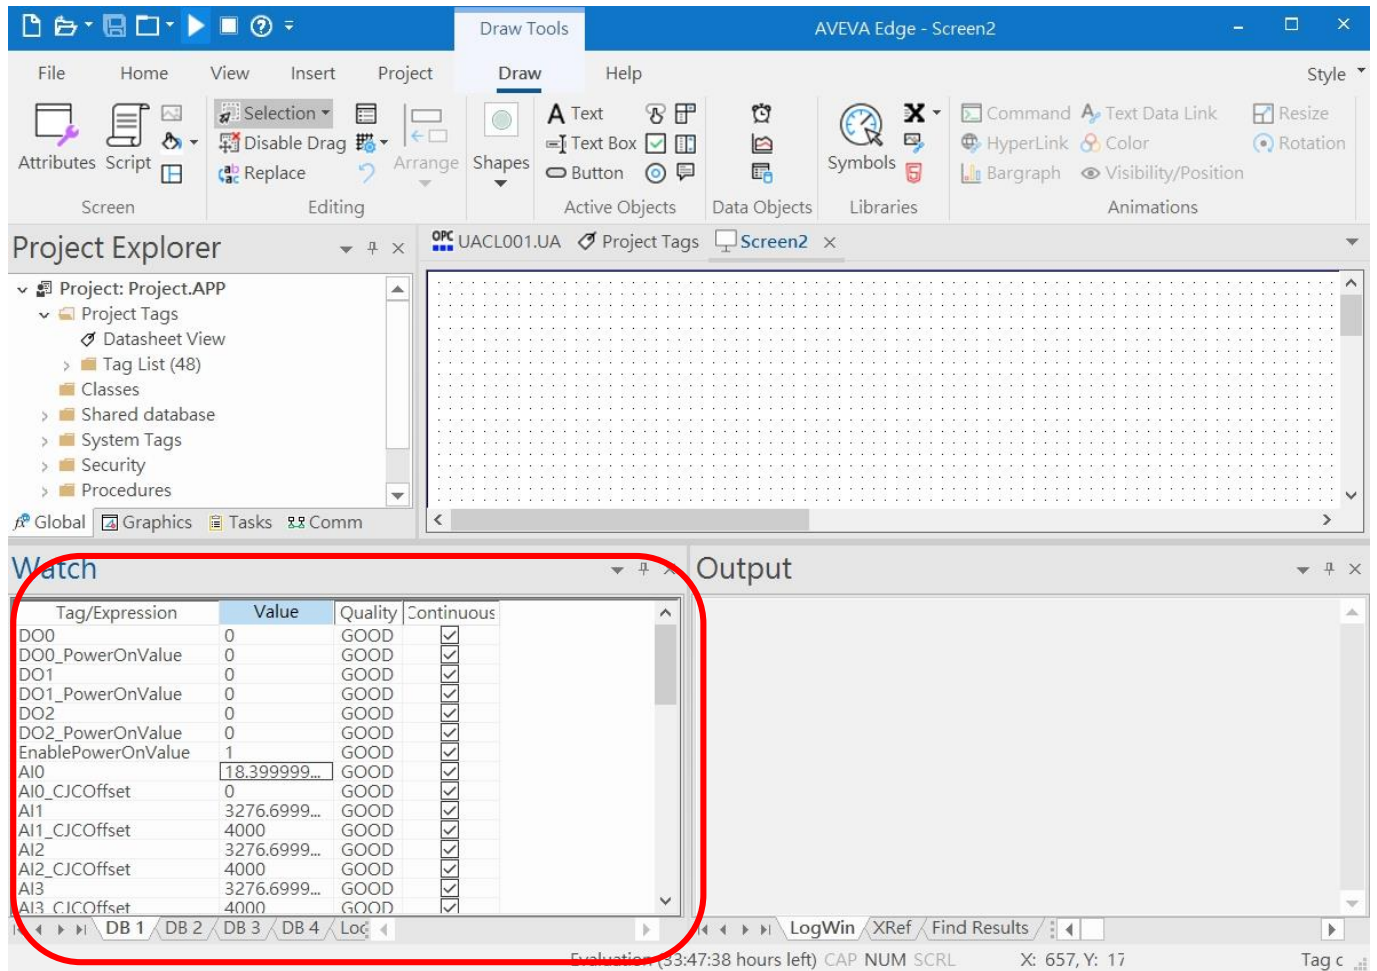 Draw Tools
AVEVA Edge - Screen2
File Home View Insert Project Draw Help Style
Selection
Text
Command Text Data Link Resize
Disable Drag
Text Box
HyperLink Color Rotation
Attributes Script Replace Arrange Shapes Button Symbols Bargraph Visibility/Position
Screen Editing Active Objects Data Objects Libraries Animations
Project Explorer
OPC UACL001.UA Project Tags Screen2
Project: Project.APP
Project Tags
Datasheet View
Tag List (48)
Classes
Shared database
System Tags
Security
Procedures
Global Graphics Tasks Comm
Watch
Tag/Expression Value Quality Continuous
DO0 0 GOOD
DO0_PowerOnValue 0 GOOD
DO1 0 GOOD
DO1_PowerOnValue 0 GOOD
DO2 0 GOOD
DO2_PowerOnValue 0 GOOD
EnablePowerOnValue 1 GOOD
AI0 18.399999... GOOD
AI0_CJCOffset 0 GOOD
AI1 3276.6999... GOOD
AI1_CJCOffset 4000 GOOD
AI2 3276.6999... GOOD
AI2_CJCOffset 4000 GOOD
AI3 3276.6999... GOOD
AI3_CJCOffset 4000 GOOD
DB 1 DB 2 DB 3 DB 4 Loc
Output
LogWin XRef Find Results
Evaluation (33:47:38 hours left) CAP NUM SCRL X: 657, Y: 17 Tag c